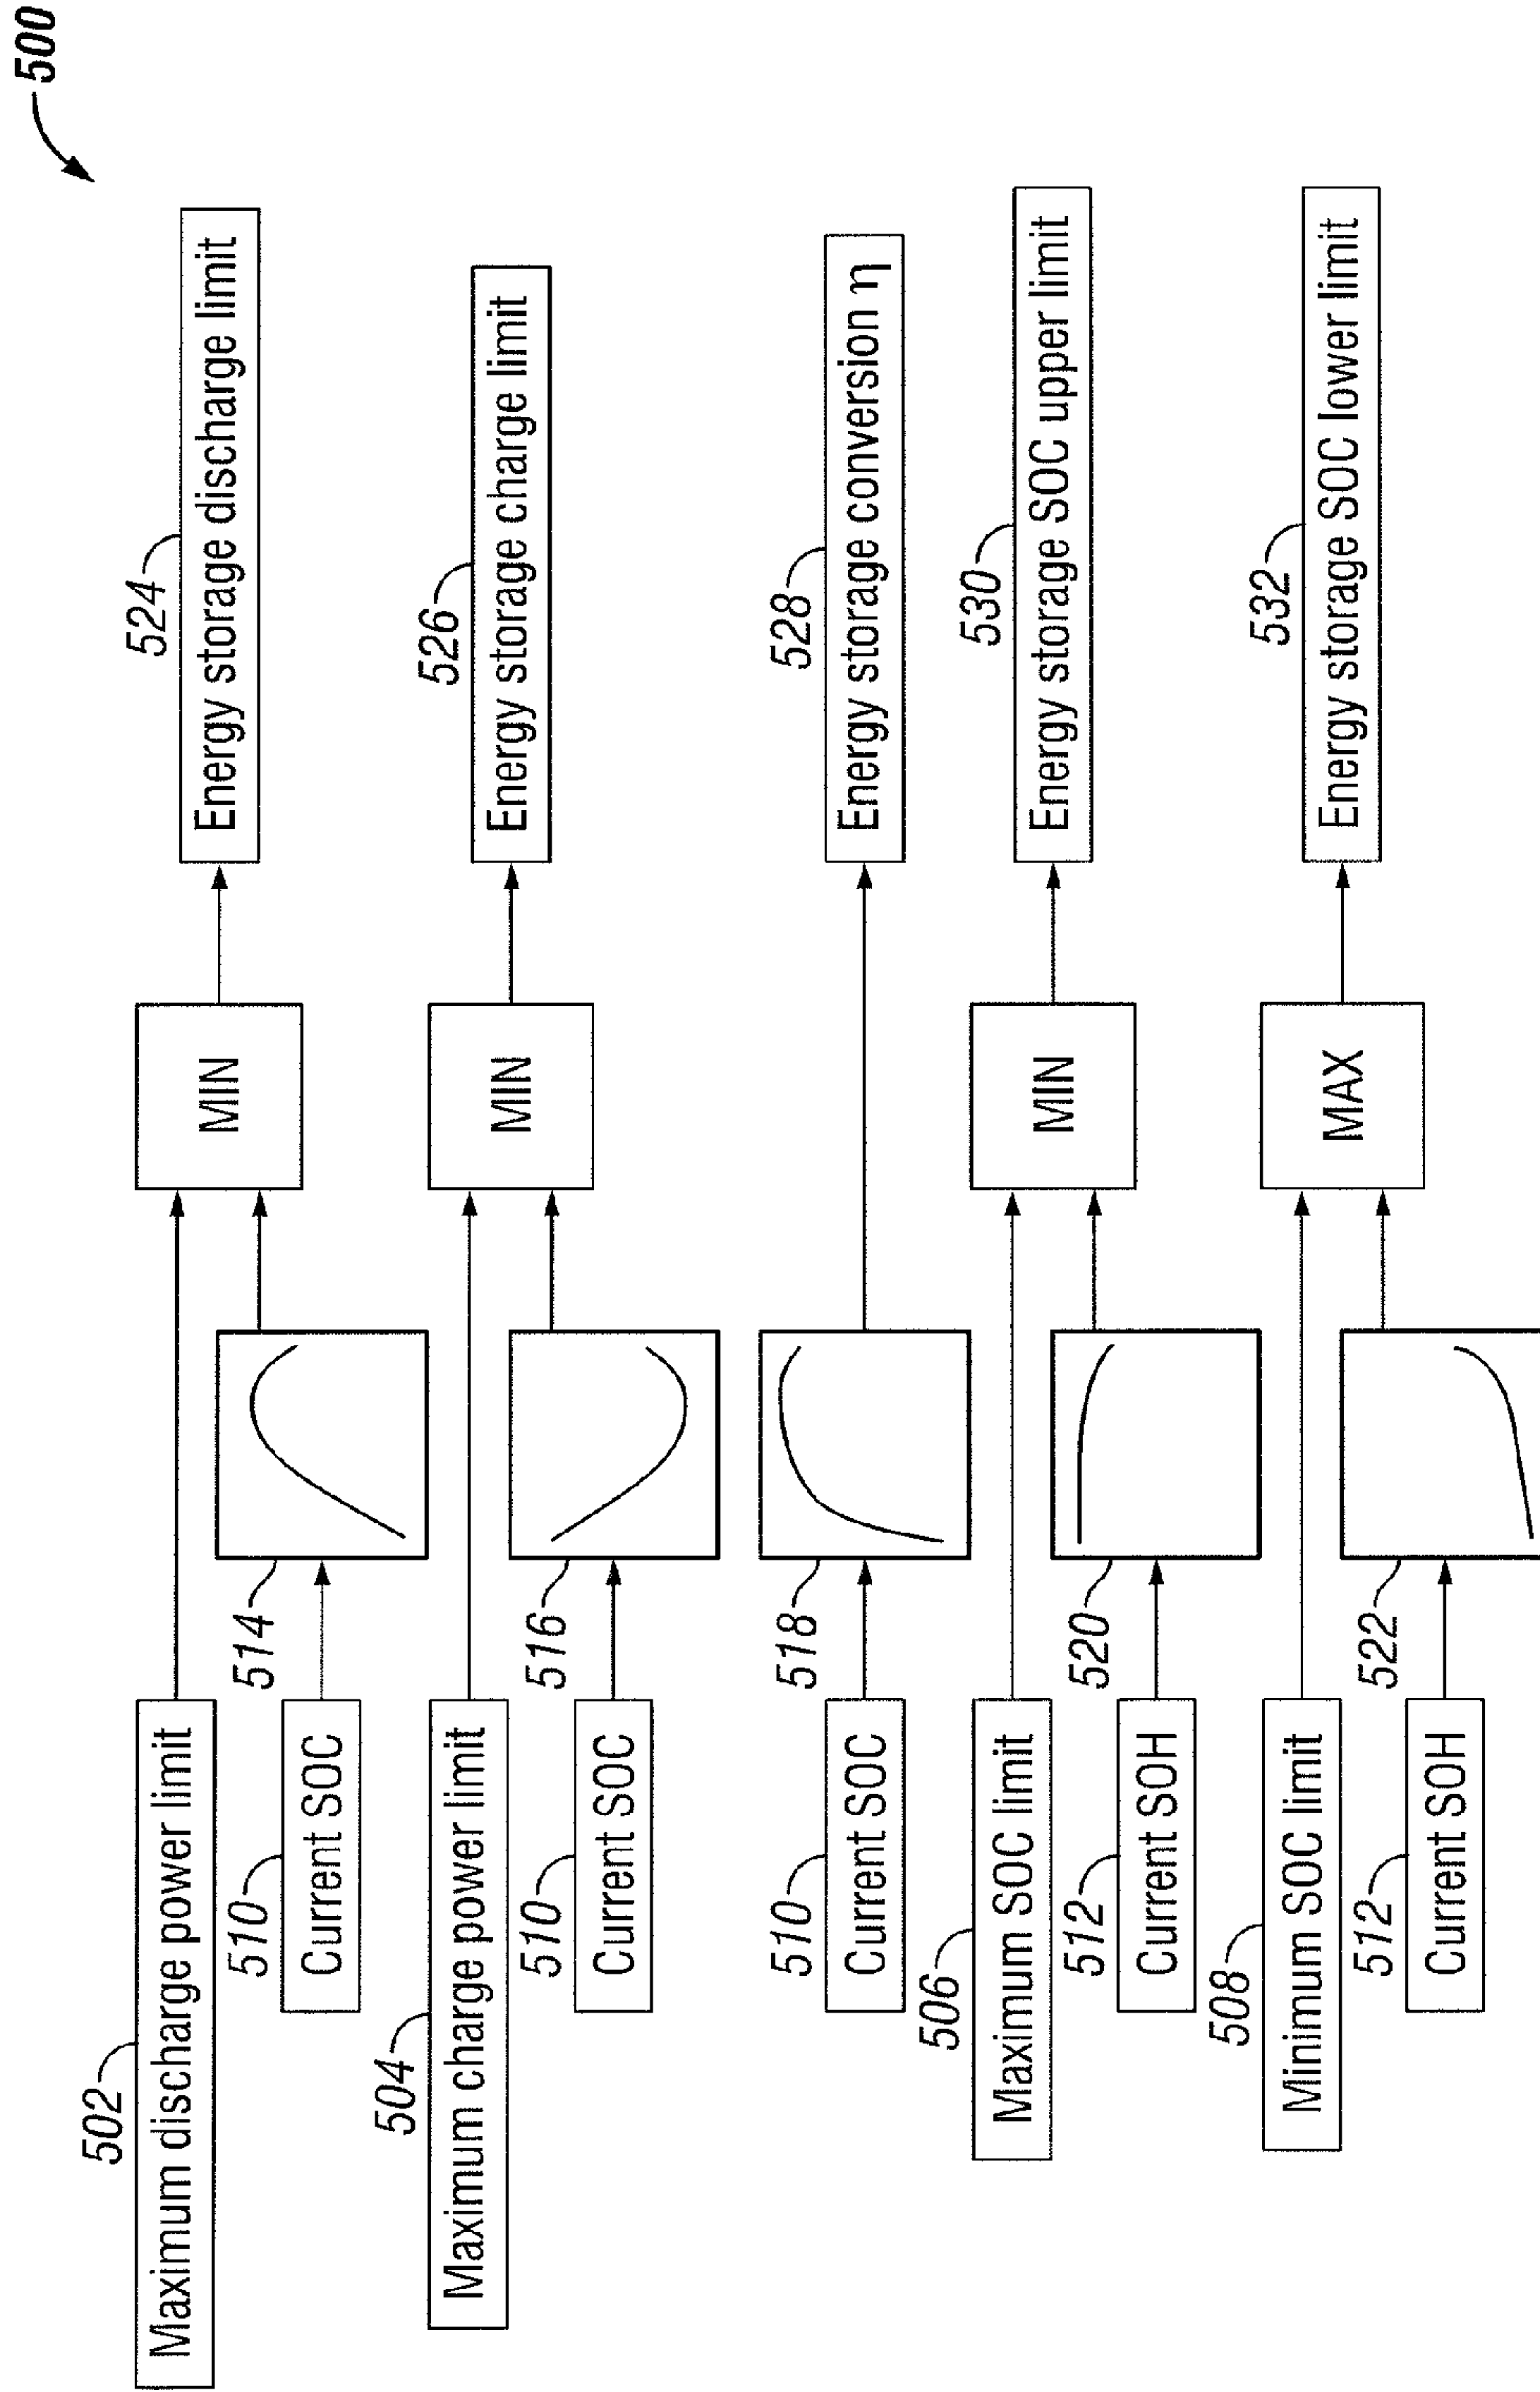 500
502
Maximum discharge power limit
510
Current SOC
514
MIN
524
Energy storage discharge limit
504
Maximum charge power limit
510
Current SOC
516
MIN
526
Energy storage charge limit
510
Current SOC
518
528
Energy storage conversion η
506
Maximum SOC limit
512
Current SOH
520
MIN
530
Energy storage SOC upper limit
508
Minimum SOC limit
512
Current SOH
522
MAX
532
Energy storage SOC lower limit